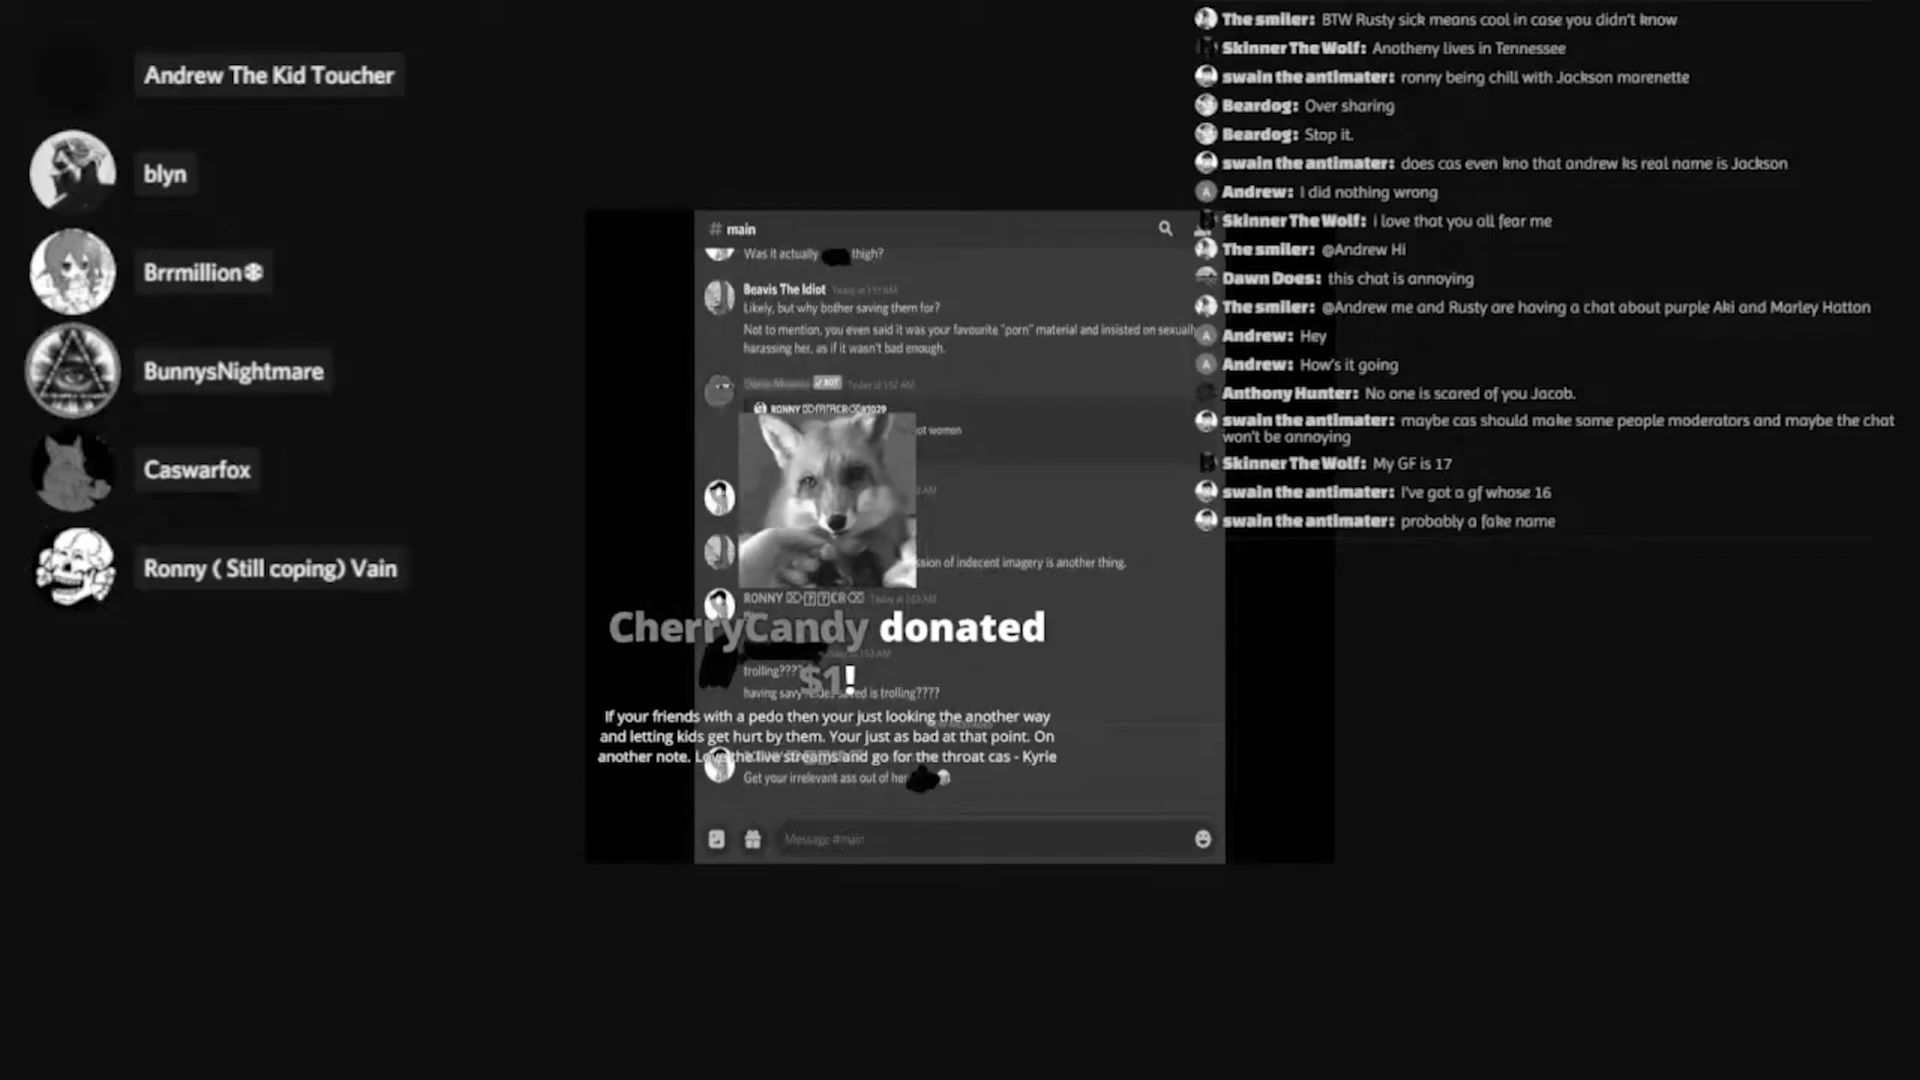 Andrew The Kid Toucher
blyn
Brrmillion
BunnysNightmare
Caswarfox
Ronny ( Still coping) Vain
# main
Was it actually thigh?
Beavis The Idiot Today at 1:51 AM
Likely, but why bother saving them for?
Not to mention, you even said it was your favourite "porn" material and insisted on sexually
harassing her, as if it wasn't bad enough.
BOT Today at 1:52 AM
RONNY
ot women
AM
ssion of indecent imagery is another thing.
RONNY
CherryCandy donated
$1!
trolling????
having savy is trolling????
If your friends with a pedo then your just looking the another way
and letting kids get hurt by them. Your just as bad at that point. On
another note. Love the live streams and go for the throat cas - Kyrie
Get your irrelevant ass out of her
Message #main
The smiler: BTW Rusty sick means cool in case you didn't know
Skinner The Wolf: Anotheny lives in Tennessee
swain the antimater: ronny being chill with Jackson marenette
Beardog: Over sharing
Beardog: Stop it.
swain the antimater: does cas even kno that andrew ks real name is Jackson
A Andrew: I did nothing wrong
Skinner The Wolf: i love that you all fear me
The smiler: @Andrew Hi
Dawn Does: this chat is annoying
The smiler: @Andrew me and Rusty are having a chat about purple Aki and Marley Hatton
A Andrew: Hey
A Andrew: How's it going
Anthony Hunter: No one is scared of you Jacob.
swain the antimater: maybe cas should make some people moderators and maybe the chat
won't be annoying
Skinner The Wolf: My GF is 17
swain the antimater: I've got a gf whose 16
swain the antimater: probably a fake name